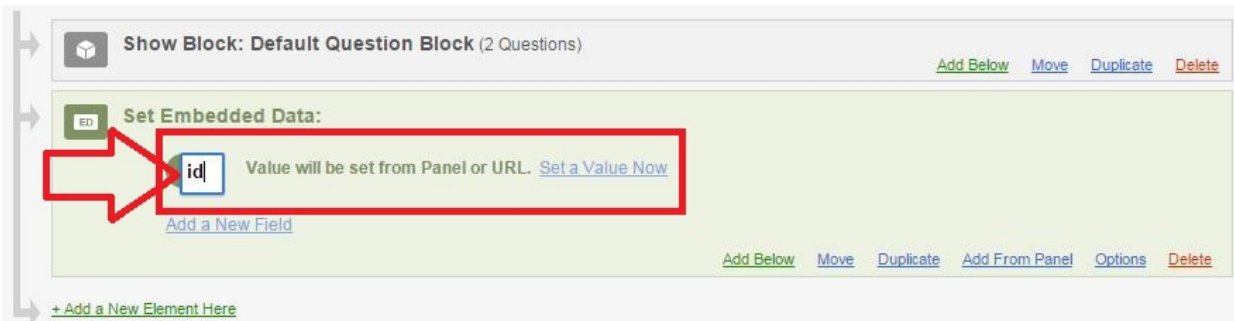 Show Block: Default Question Block (2 Questions)
Add Below Move Duplicate Delete
ED Set Embedded Data:
id Value will be set from Panel or URL. Set a Value Now
Add a New Field
Add Below Move Duplicate Add From Panel Options Delete
+ Add a New Element Here